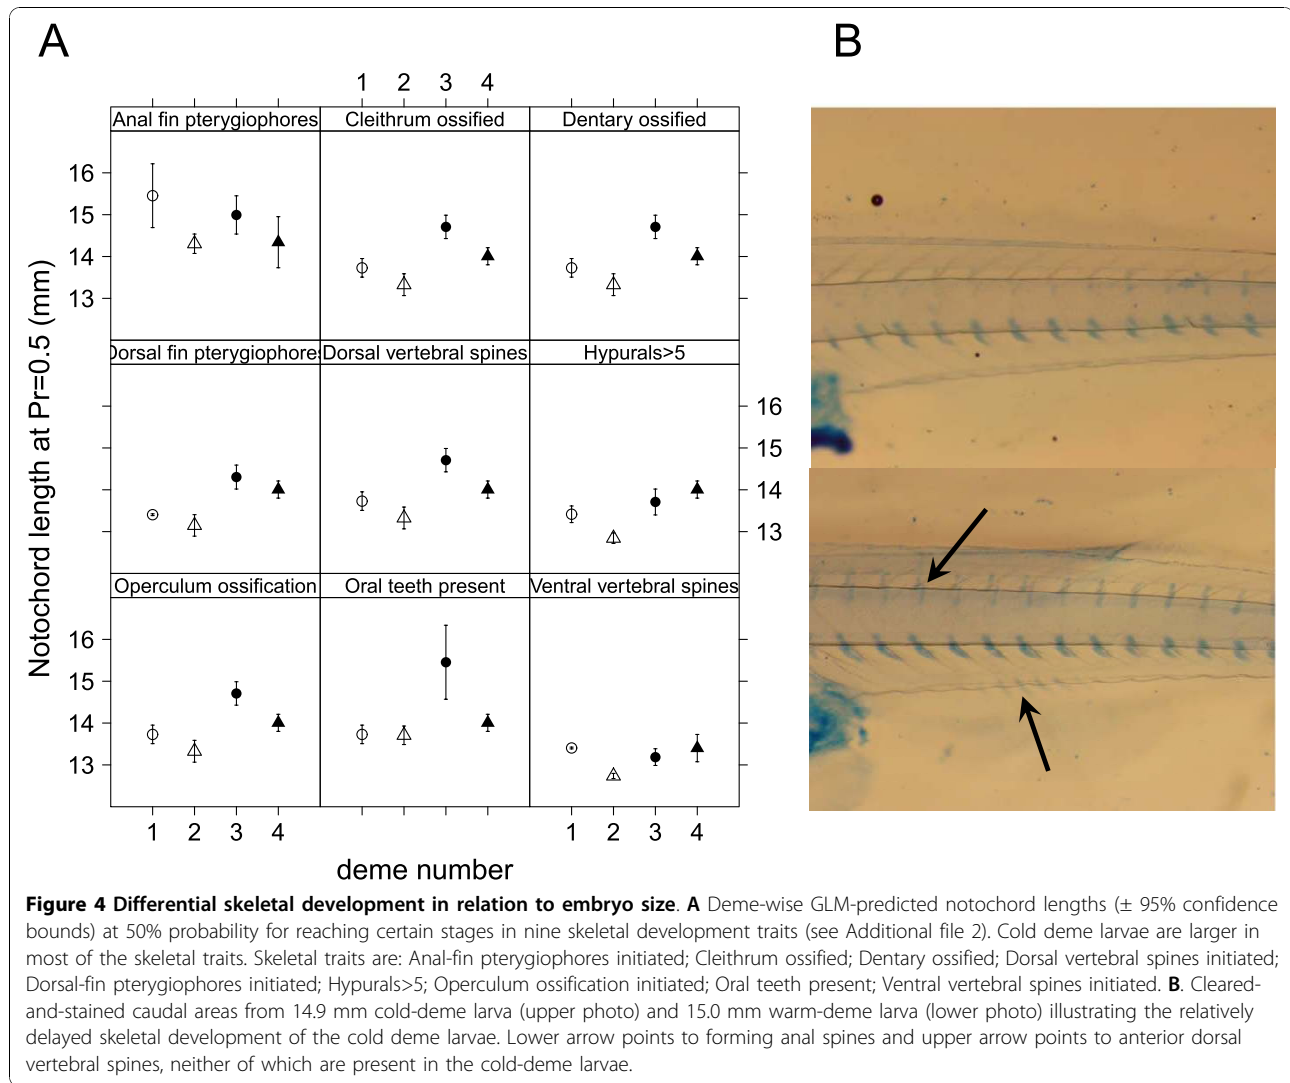 A
B
1 2 3 4
Anal fin pterygiophores Cleithrum ossified Dentary ossified
16
15
14
13
Dorsal fin pterygiophores Dorsal vertebral spines Hypurals>5
16
15
14
13
Operculum ossification Oral teeth present Ventral vertebral spines
16
15
14
13
Notochord length at Pr=0.5 (mm)
1 2 3 4 1 2 3 4
deme number
Figure 4 Differential skeletal development in relation to embryo size. A Deme-wise GLM-predicted notochord lengths (± 95% confidence
bounds) at 50% probability for reaching certain stages in nine skeletal development traits (see Additional file 2). Cold deme larvae are larger in
most of the skeletal traits. Skeletal traits are: Anal-fin pterygiophores initiated; Cleithrum ossified; Dentary ossified; Dorsal vertebral spines initiated;
Dorsal-fin pterygiophores initiated; Hypurals>5; Operculum ossification initiated; Oral teeth present; Ventral vertebral spines initiated. B. Cleared-
and-stained caudal areas from 14.9 mm cold-deme larva (upper photo) and 15.0 mm warm-deme larva (lower photo) illustrating the relatively
delayed skeletal development of the cold deme larvae. Lower arrow points to forming anal spines and upper arrow points to anterior dorsal
vertebral spines, neither of which are present in the cold-deme larvae.